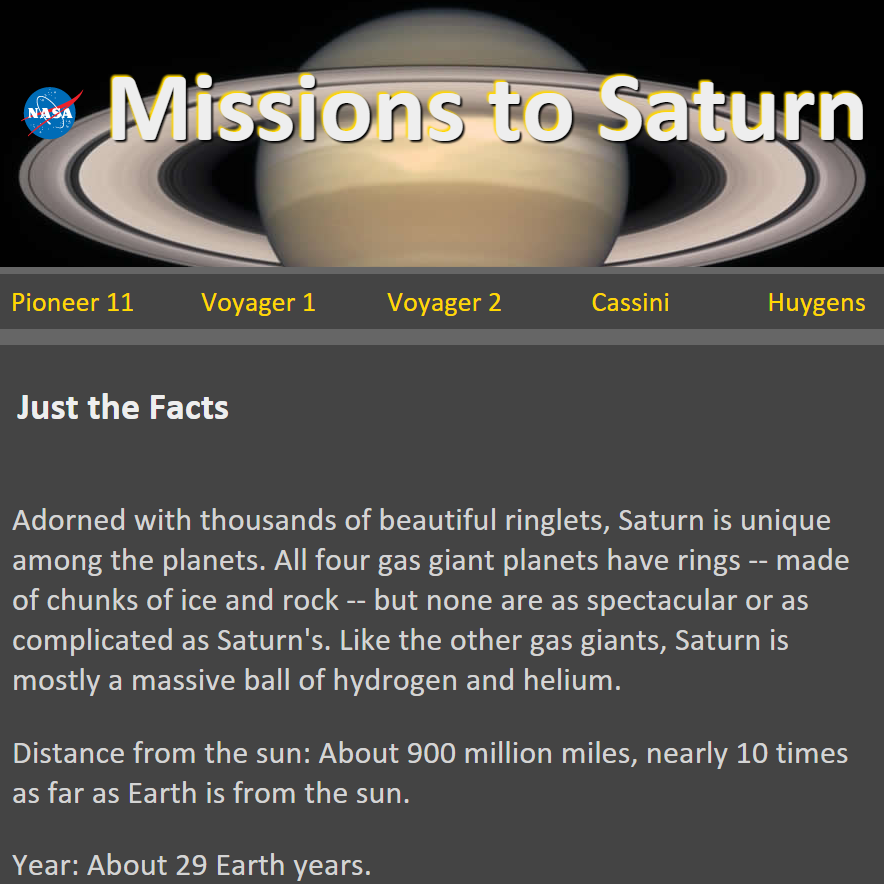 NASA
Missions to Saturn
Pioneer 11 Voyager 1 Voyager 2 Cassini Huygens
Just the Facts
Adorned with thousands of beautiful ringlets, Saturn is unique
among the planets. All four gas giant planets have rings -- made
of chunks of ice and rock -- but none are as spectacular or as
complicated as Saturn's. Like the other gas giants, Saturn is
mostly a massive ball of hydrogen and helium.
Distance from the sun: About 900 million miles, nearly 10 times
as far as Earth is from the sun.
Year: About 29 Earth years.